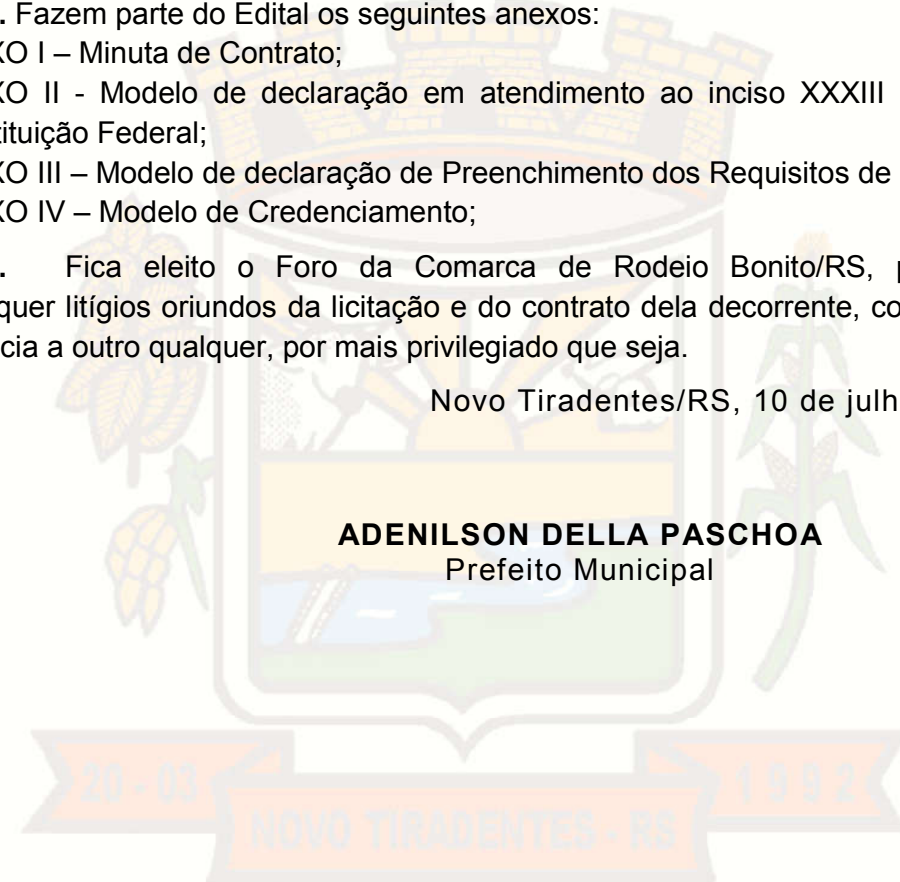 . Fazem parte do Edital os seguintes anexos:
XO I – Minuta de Contrato;
XO II - Modelo de declaração em atendimento ao inciso XXXIII
tituição Federal;
XO III – Modelo de declaração de Preenchimento dos Requisitos de
XO IV – Modelo de Credenciamento;
. Fica eleito o Foro da Comarca de Rodeio Bonito/RS, p
quer litígios oriundos da licitação e do contrato dela decorrente, co
cia a outro qualquer, por mais privilegiado que seja.
Novo Tiradentes/RS, 10 de julh
ADENILSON DELLA PASCHOA
Prefeito Municipal
20 - 03
1992
NOVO TIRADENTES - RS